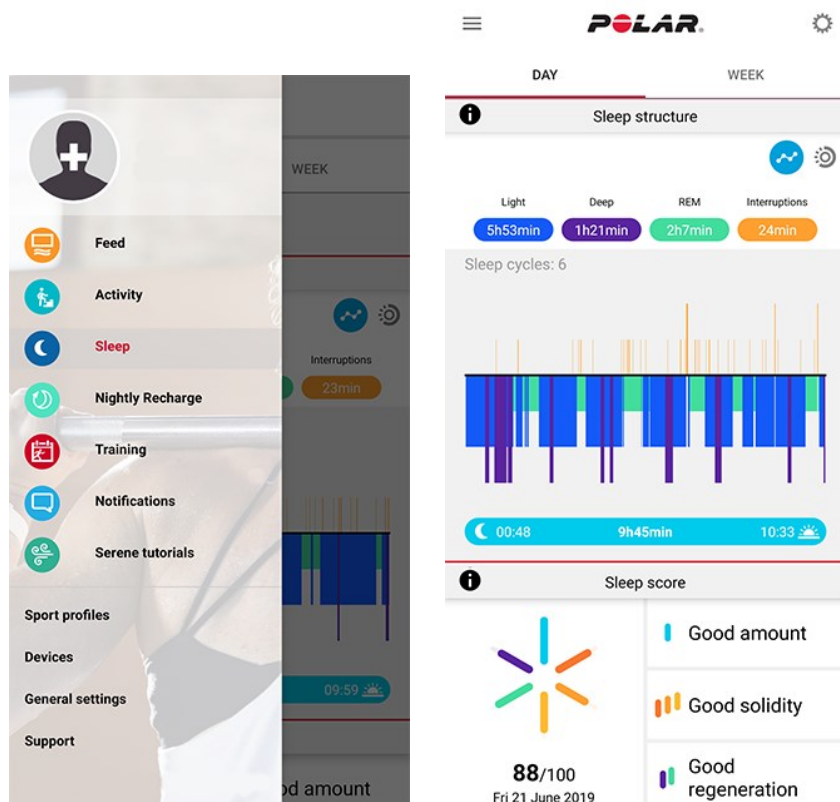 WEEK
Feed
Activity
Sleep
Interruptions
Nightly Recharge
23min
Training
Notifications
Serene tutorials
Sport profiles
Devices
General settings
09:59
Support
od amount
POLAR
DAY
WEEK
Sleep structure
Light
Deep
REM
Interruptions
5h53min
1h21min
2h7min
24min
Sleep cycles: 6
00:48
9h45min
10:33
Sleep score
Good amount
Good solidity
Good
regeneration
88/100
Fri 21 June 2019